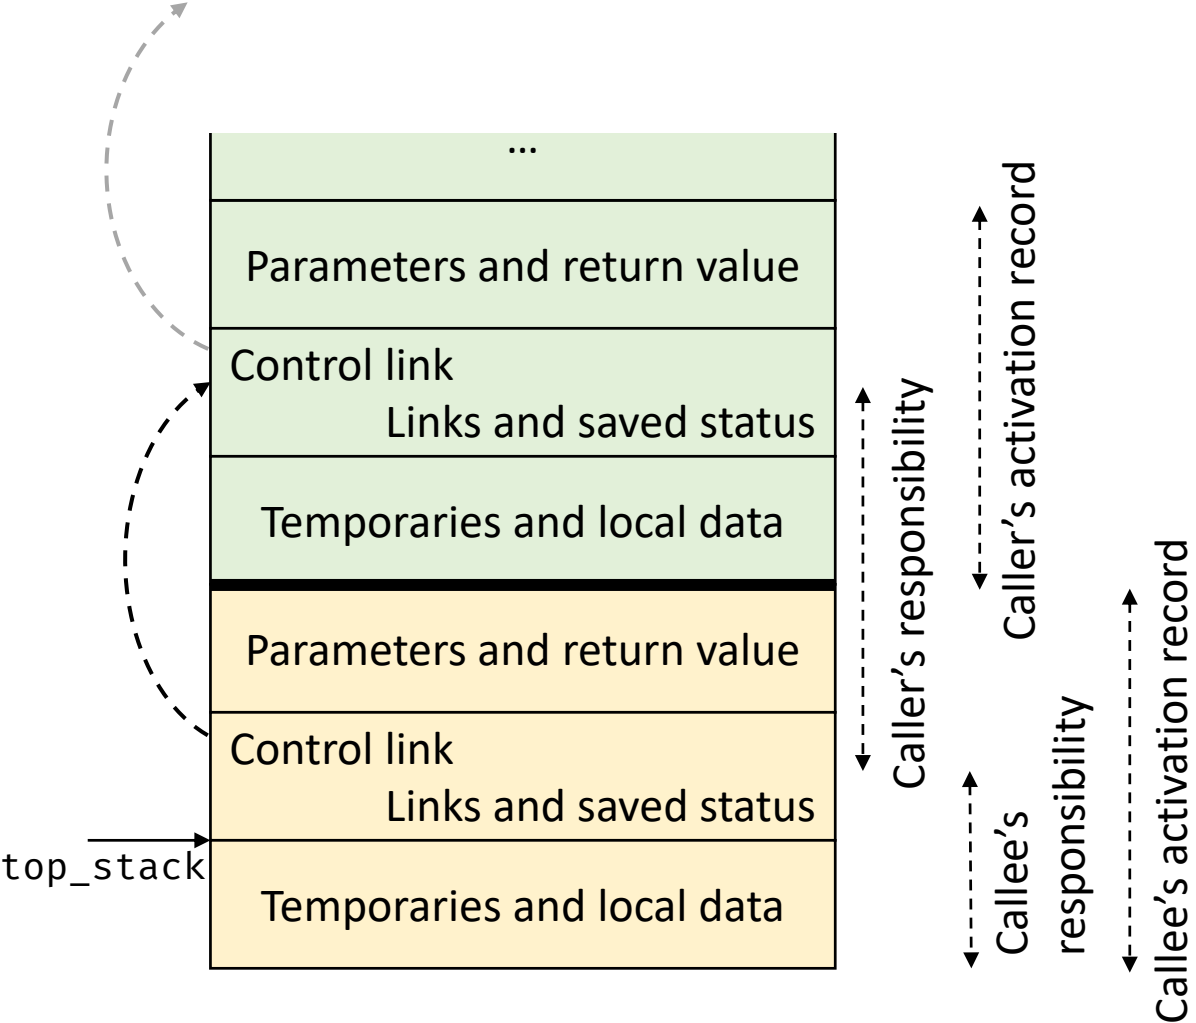 ...
Parameters and return value
Control link
Links and saved status
Temporaries and local data
Parameters and return value
Control link
Links and saved status
top_stack
Temporaries and local data
Caller's responsibility
Caller's activation record
Callee's
responsibility
Callee's activation record